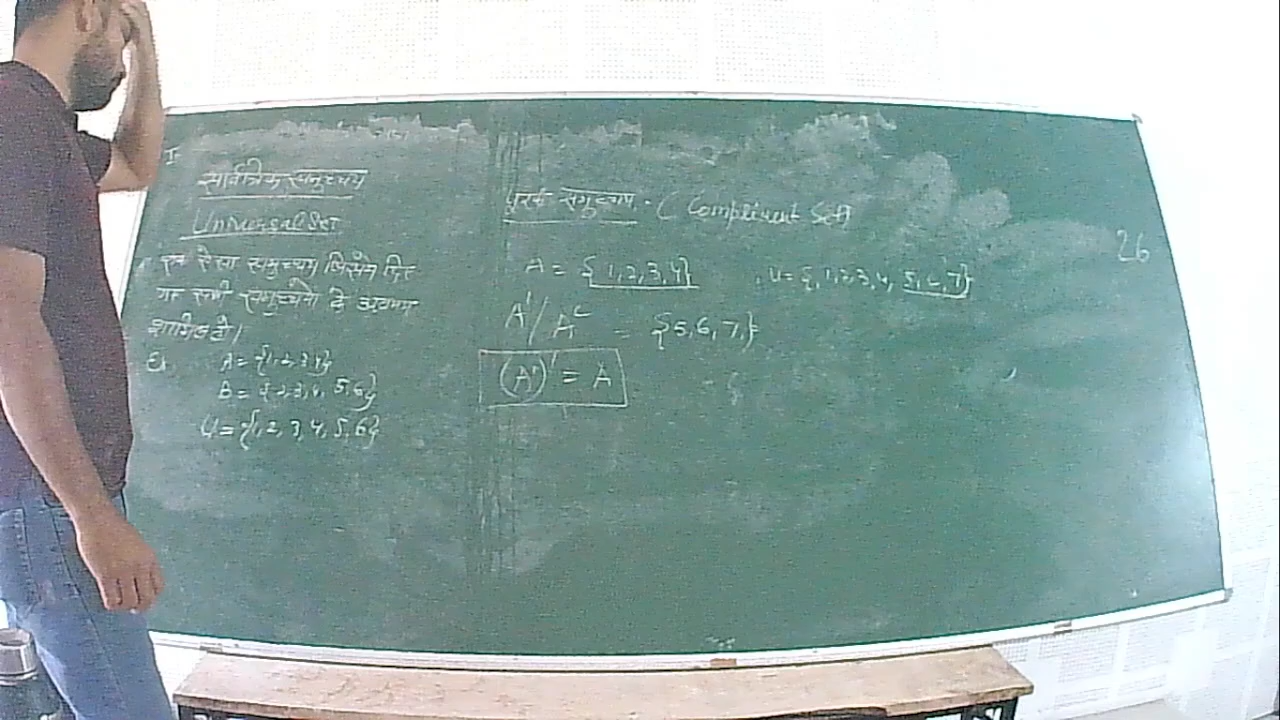 सार्वत्रिक समुच्चय
Universal Set
एक ऐसा समुच्चय जिसमें दिए
गए सभी समुच्चयों के अवयव
शामिल हो।
Ex A = {1,2,3,4}
B = {2,3,4, 5,6}
U = {1,2, 3,4, 5,6}
पूरक समुच्चय - ( Compliment Set)
A = {1,2,3,4} , U = {, 1,2,3,4, 5,6,7}
A'/A^c = {5,6,7,}
(A')' = A
26